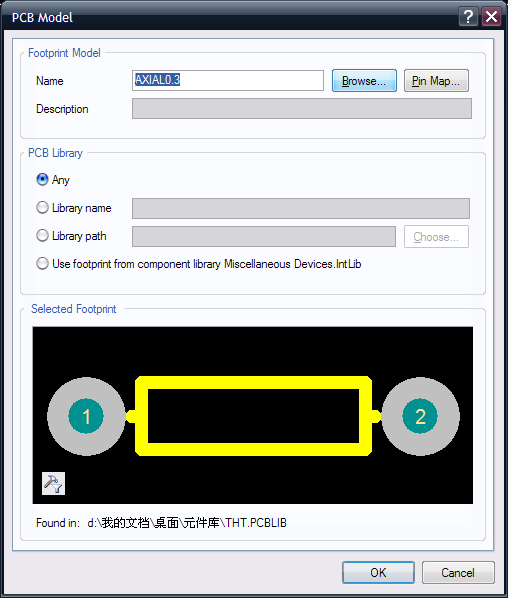 PCB Model
Footprint Model
Name AXIAL0.3 Browse... Pin Map...
Description
PCB Library
Any
Library name
Library path Choose...
Use footprint from component library Miscellaneous Devices.IntLib
Selected Footprint
1 2
Found in: d:\我的文档\桌面\元件库\THT.PCBLIB
OK Cancel